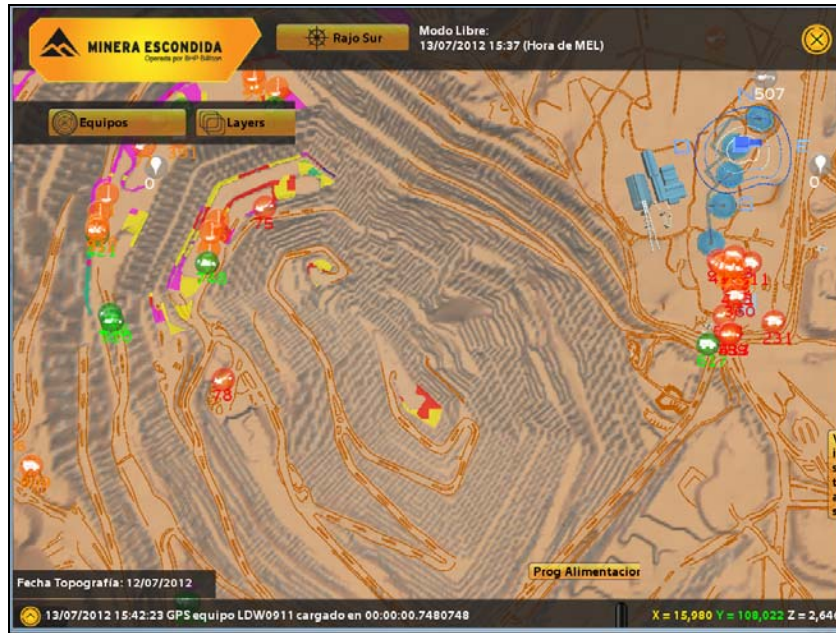 MINERA ESCONDIDA
Operada por BHP Billiton
Rajo Sur
Modo Libre:
13/07/2012 15:37 (Hora de MEL)
507
Equipos
Layers
0
0
75
78
231
Prog Alimentacion
Fecha Topografía: 12/07/2012
13/07/2012 15:42:23 GPS equipo LDW0911 cargado en 00:00:00.7480748
X = 15,980 Y = 108,022 Z = 2,64